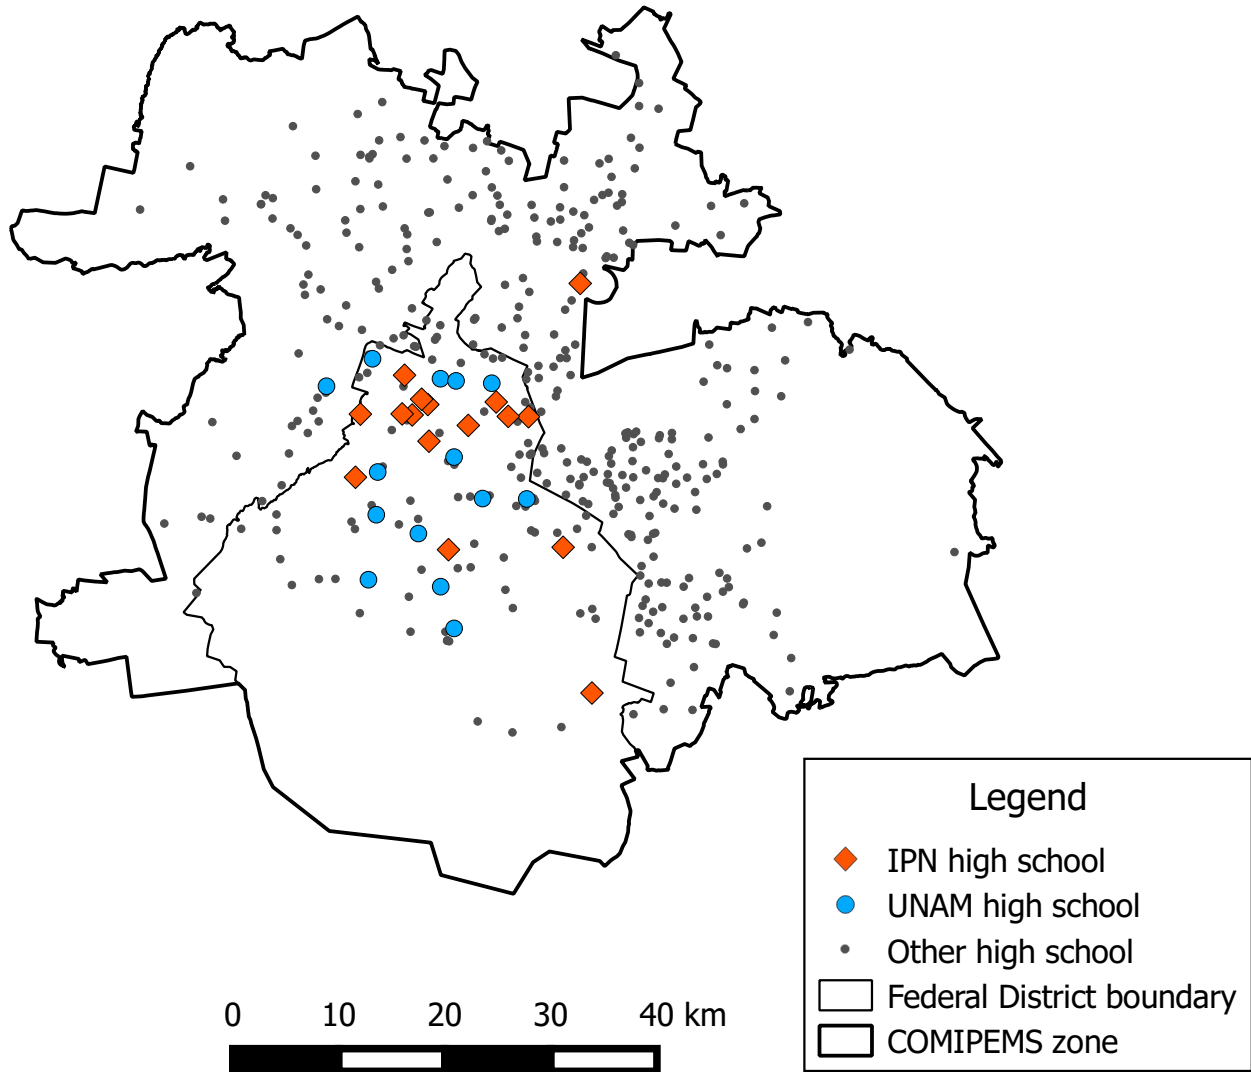 Legend
IPN high school
UNAM high school
Other high school
Federal District boundary
COMIPEMS zone
0 10 20 30 40 km